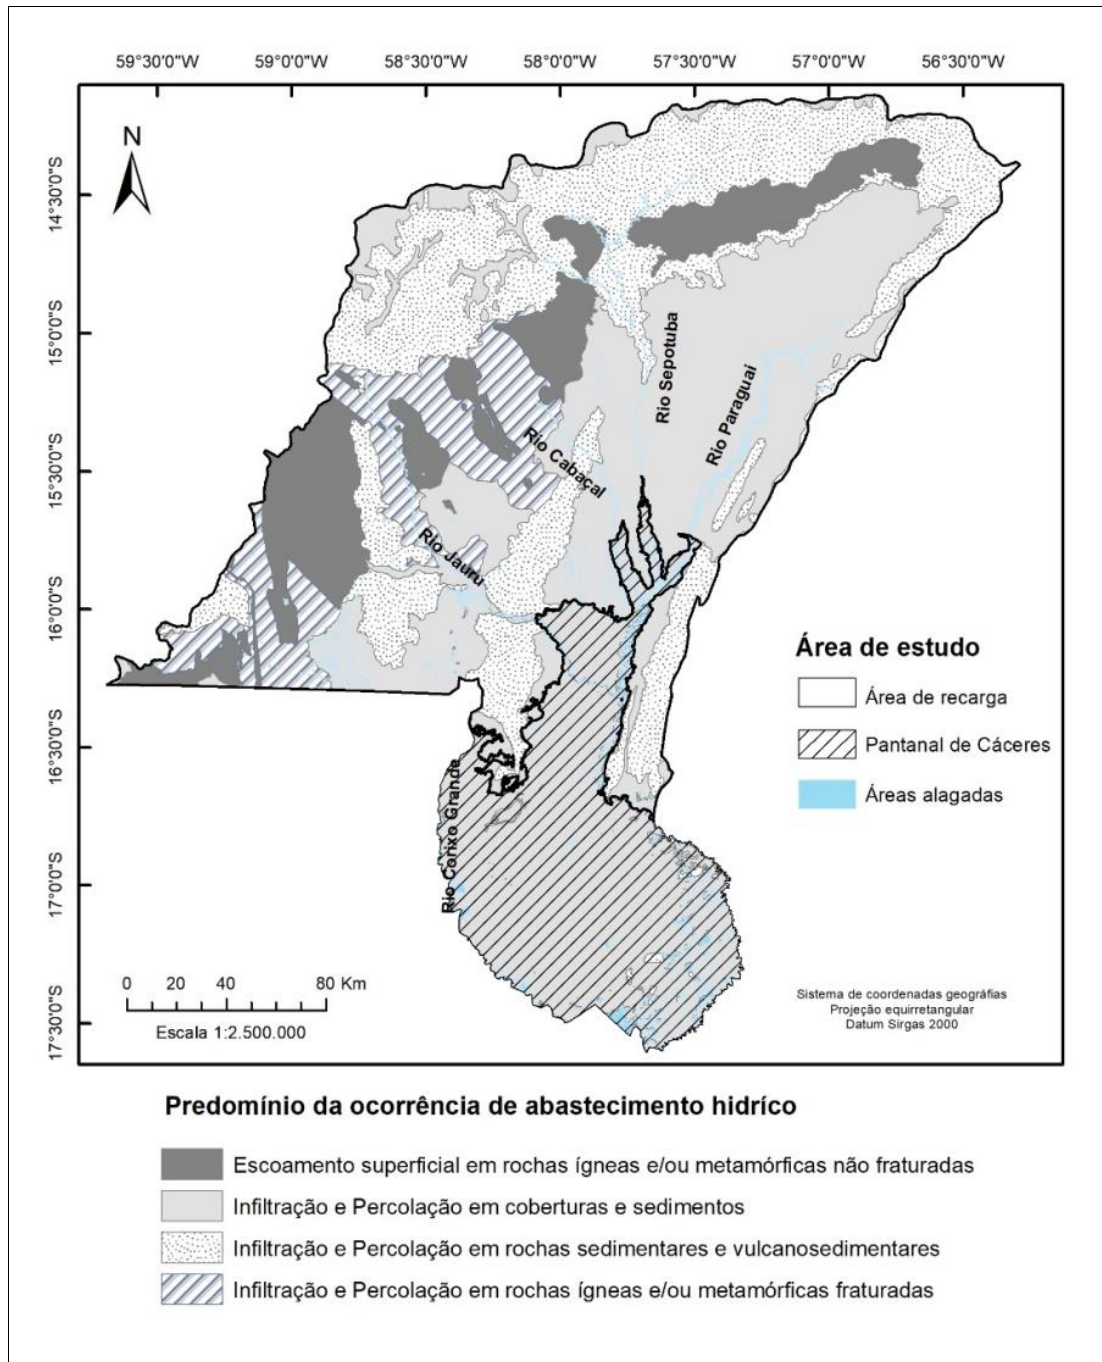 59°30'0"W
59°0'0"W
58°30'0"W
58°0'0"W
57°30'0"W
57°0'0"W
56°30'0"W
N
14°30'0"S
15°0'0"S
15°30'0"S
16°0'0"S
16°30'0"S
17°0'0"S
17°30'0"S
Rio Sepotuba
Rio Paraguai
Rio Cabaçal
Rio Jauru
Rio Corixo Grande
Área de estudo
Área de recarga
Pantanal de Cáceres
Áreas alagadas
0 20 40 80 Km
Escala 1:2.500.000
Sistema de coordenadas geográfias
Projeção equirretangular
Datum Sirgas 2000
Predomínio da ocorrência de abastecimento hidríco
Escoamento superficial em rochas ígneas e/ou metamórficas não fraturadas
Infiltração e Percolação em coberturas e sedimentos
Infiltração e Percolação em rochas sedimentares e vulcanosedimentares
Infiltração e Percolação em rochas ígneas e/ou metamórficas fraturadas